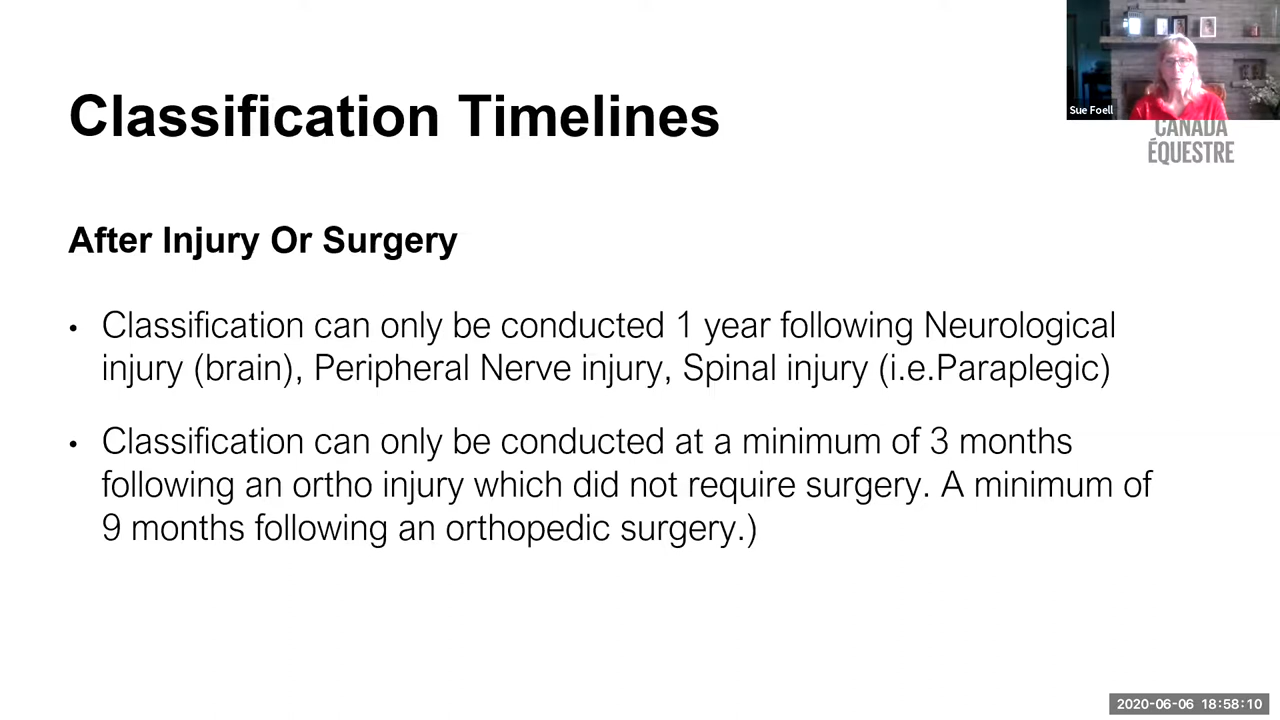 Classification Timelines
Sue Foell
CANADA
ÉQUESTRE
After Injury Or Surgery
• Classification can only be conducted 1 year following Neurological
injury (brain), Peripheral Nerve injury, Spinal injury (i.e.Paraplegic)
• Classification can only be conducted at a minimum of 3 months
following an ortho injury which did not require surgery. A minimum of
9 months following an orthopedic surgery.)
2020-06-06 18:58:10